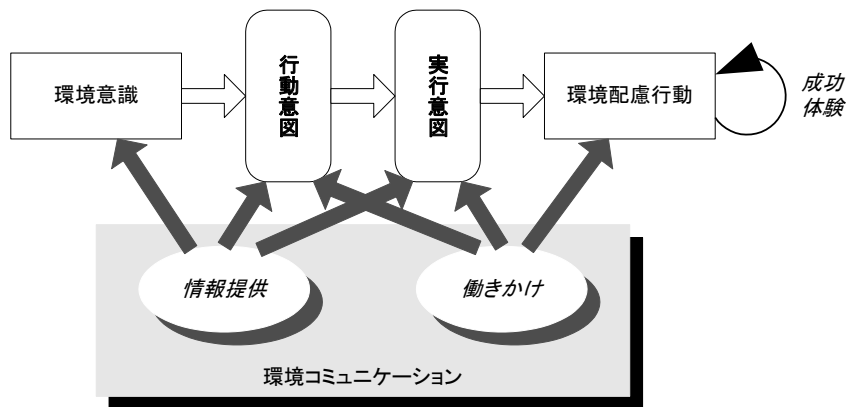 環境意識
行動意図
実行意図
環境配慮行動
成功
体験
情報提供
働きかけ
環境コミュニケーション